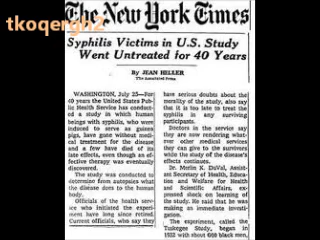 tkoqergh2
The New York Times
Syphilis Victims in U.S. Study
Went Untreated for 40 Years
By JEAN HELLER
The Associated Press
WASHINGTON, July 25—For
40 years the United States Pub-
lic Health Service has conduct-
ed a study in which human
beings with syphilis, who were
induced to serve as guinea
pigs, have gone without med-
ical treatment for the disease
and a few have died of its
late effects, even though an ef-
fective therapy was eventually
discovered.
The study was conducted to
determine from autopsies what
the disease does to the human
body.
Officials of the health serv-
ice who initiated the experi-
ment have long since retired.
Current officials, who say they
have serious doubts about the
morality of the study, also say
that it is too late to treat the
syphilis in any surviving
participants.
Doctors in the service say
they are now rendering what-
ever other medical services
they can give to the survivors
while the study of the disease's
effects continues.
Dr. Merlin K. DuVal, Assist-
ant Secretary of Health, Educa-
tion and Welfare for Health
and Scientific Affairs, ex-
pressed shock on learning of
the study. He said that he was
making an immediate investi-
gation.
The experiment, called the
Tuskegee Study, began in
1932 with about 600 black men,